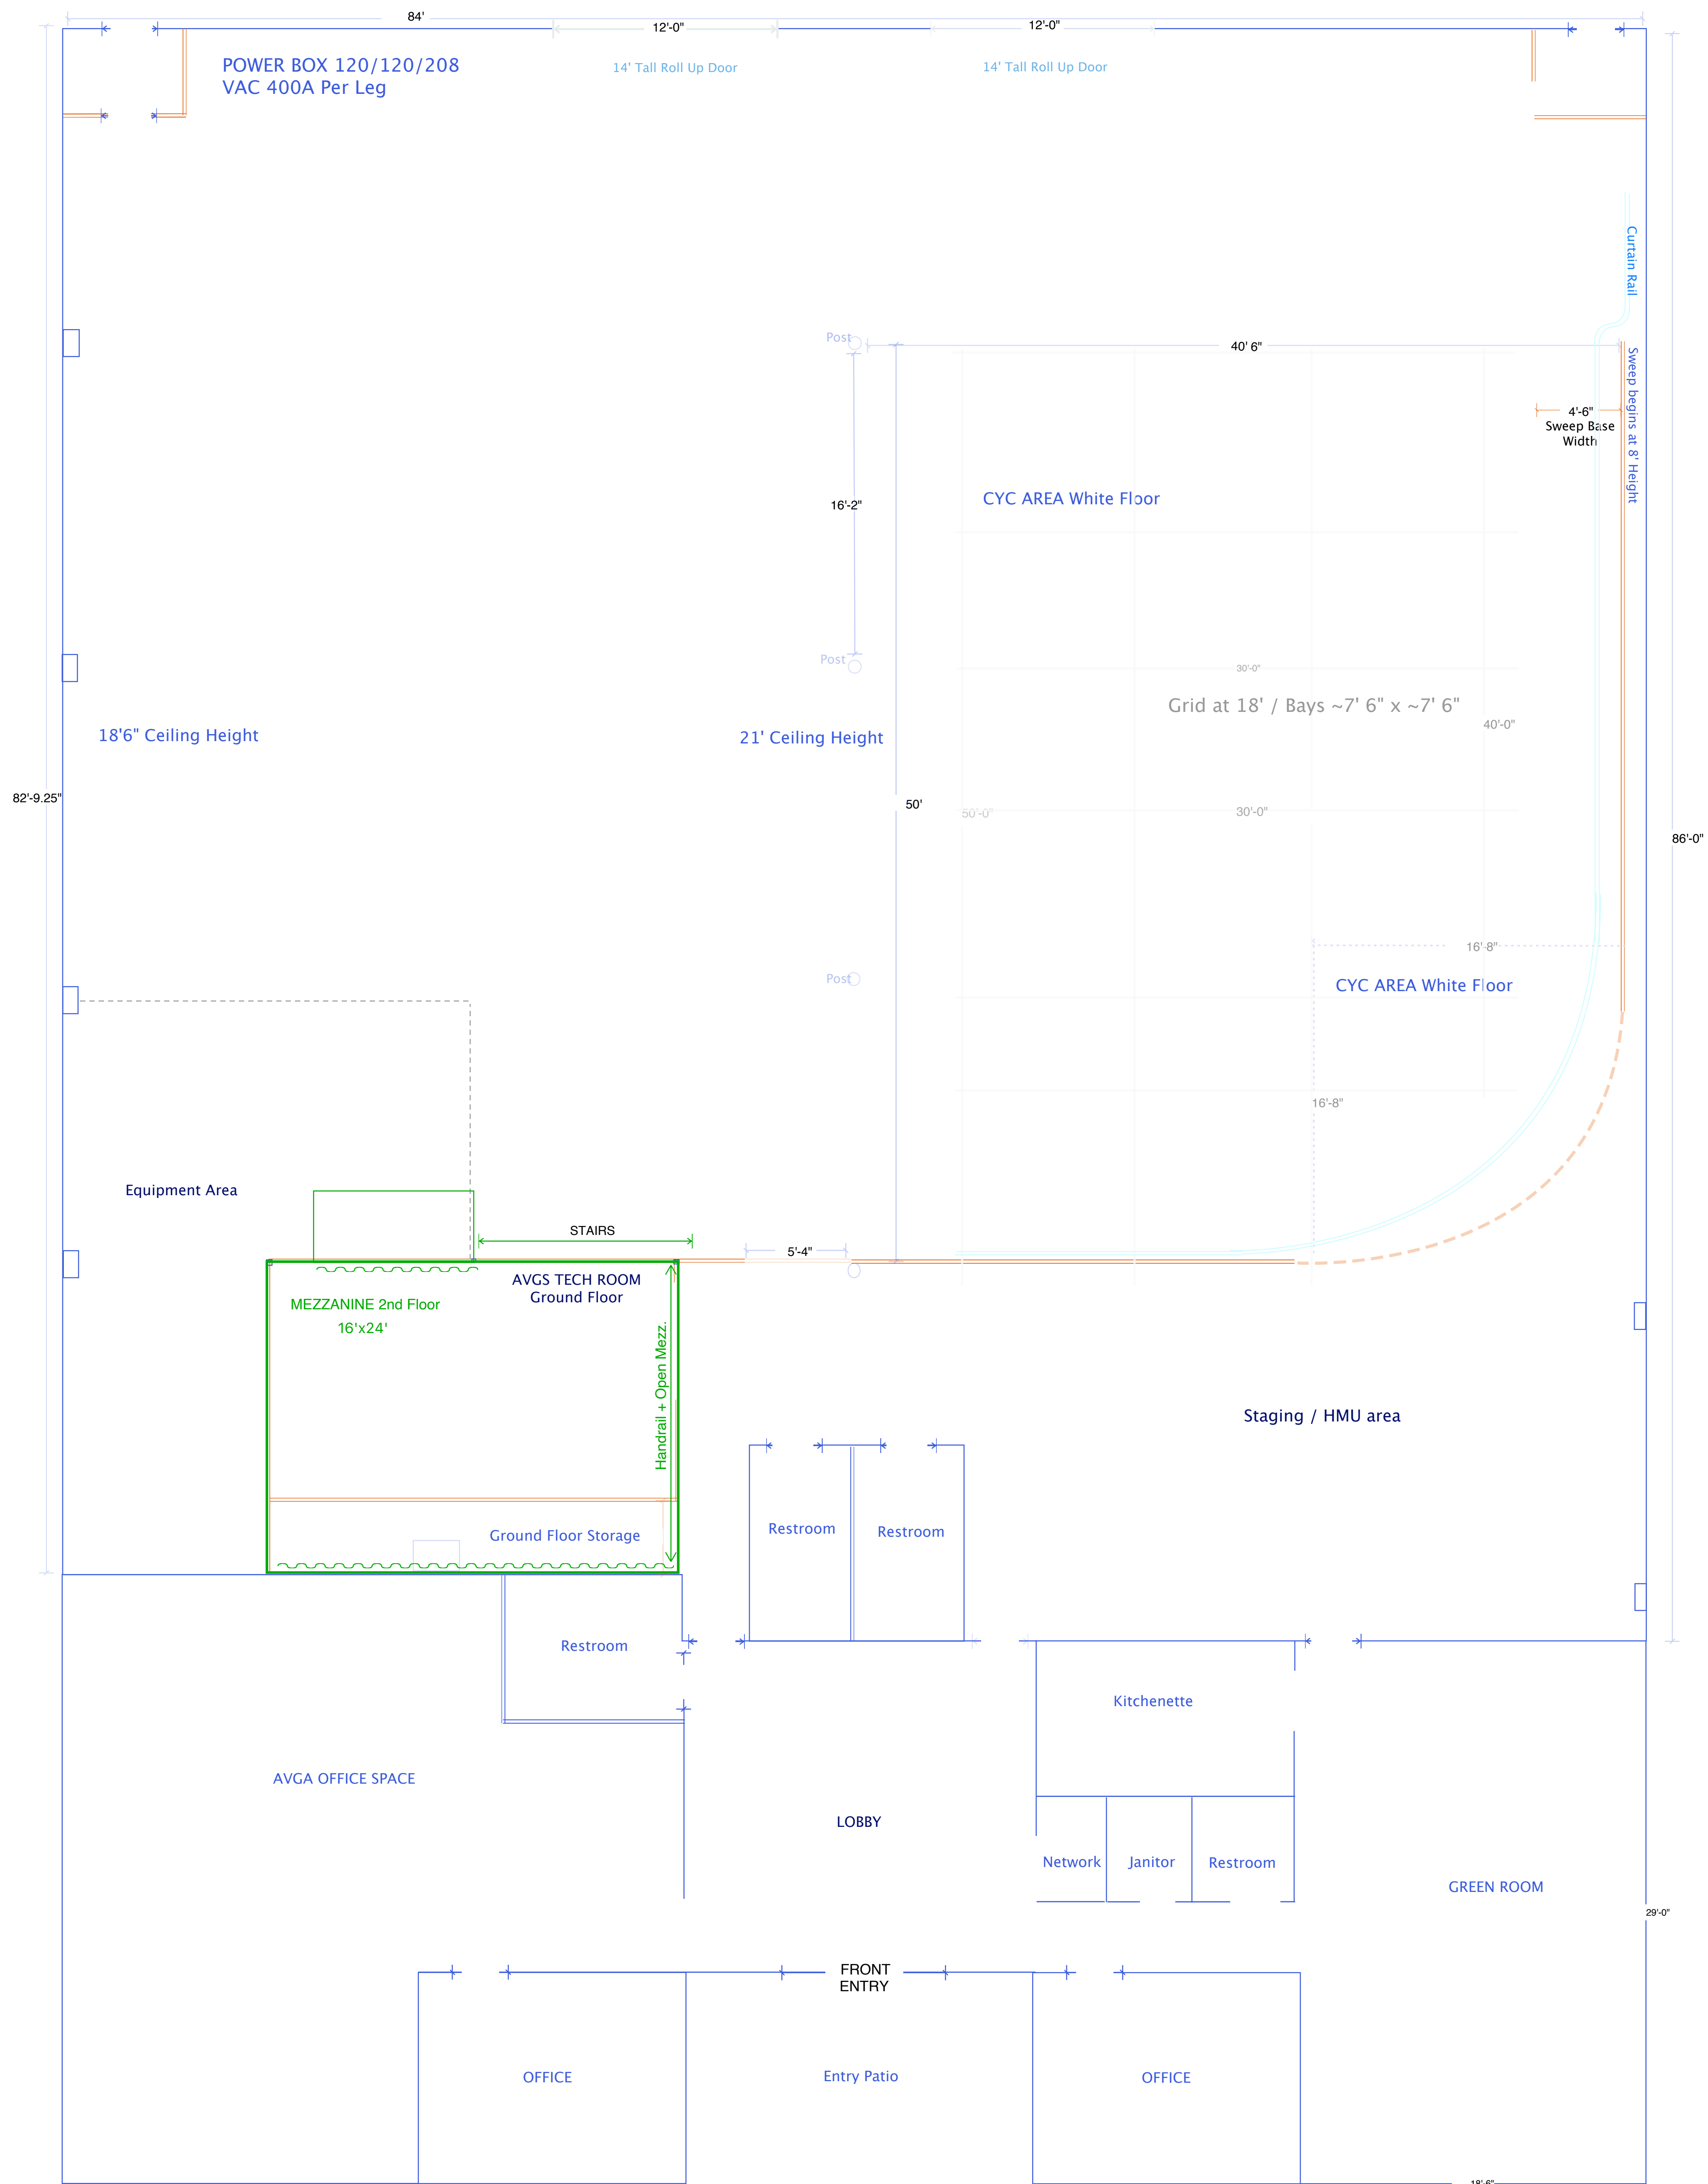 84'
12'-0"
12'-0"
POWER BOX 120/120/208
VAC 400A Per Leg
14' Tall Roll Up Door
14' Tall Roll Up Door
Curtain Rail
Post
40' 6"
Sweep begins at 8' Height
4'-6"
Sweep Base
Width
16'-2"
CYC AREA White Floor
Post
30'-0"
Grid at 18' / Bays ~7' 6" x ~7' 6"
40'-0"
18'6" Ceiling Height
21' Ceiling Height
82'-9.25"
50'
50'-0"
30'-0"
86'-0"
16'-8"
Post
CYC AREA White Floor
16'-8"
Equipment Area
STAIRS
5'-4"
AVGS TECH ROOM
Ground Floor
MEZZANINE 2nd Floor
16'x24'
Handrail + Open Mezz.
Staging / HMU area
Ground Floor Storage
Restroom
Restroom
Restroom
Kitchenette
AVGA OFFICE SPACE
LOBBY
Network
Janitor
Restroom
GREEN ROOM
29'-0"
FRONT
ENTRY
OFFICE
Entry Patio
OFFICE
18'-6"